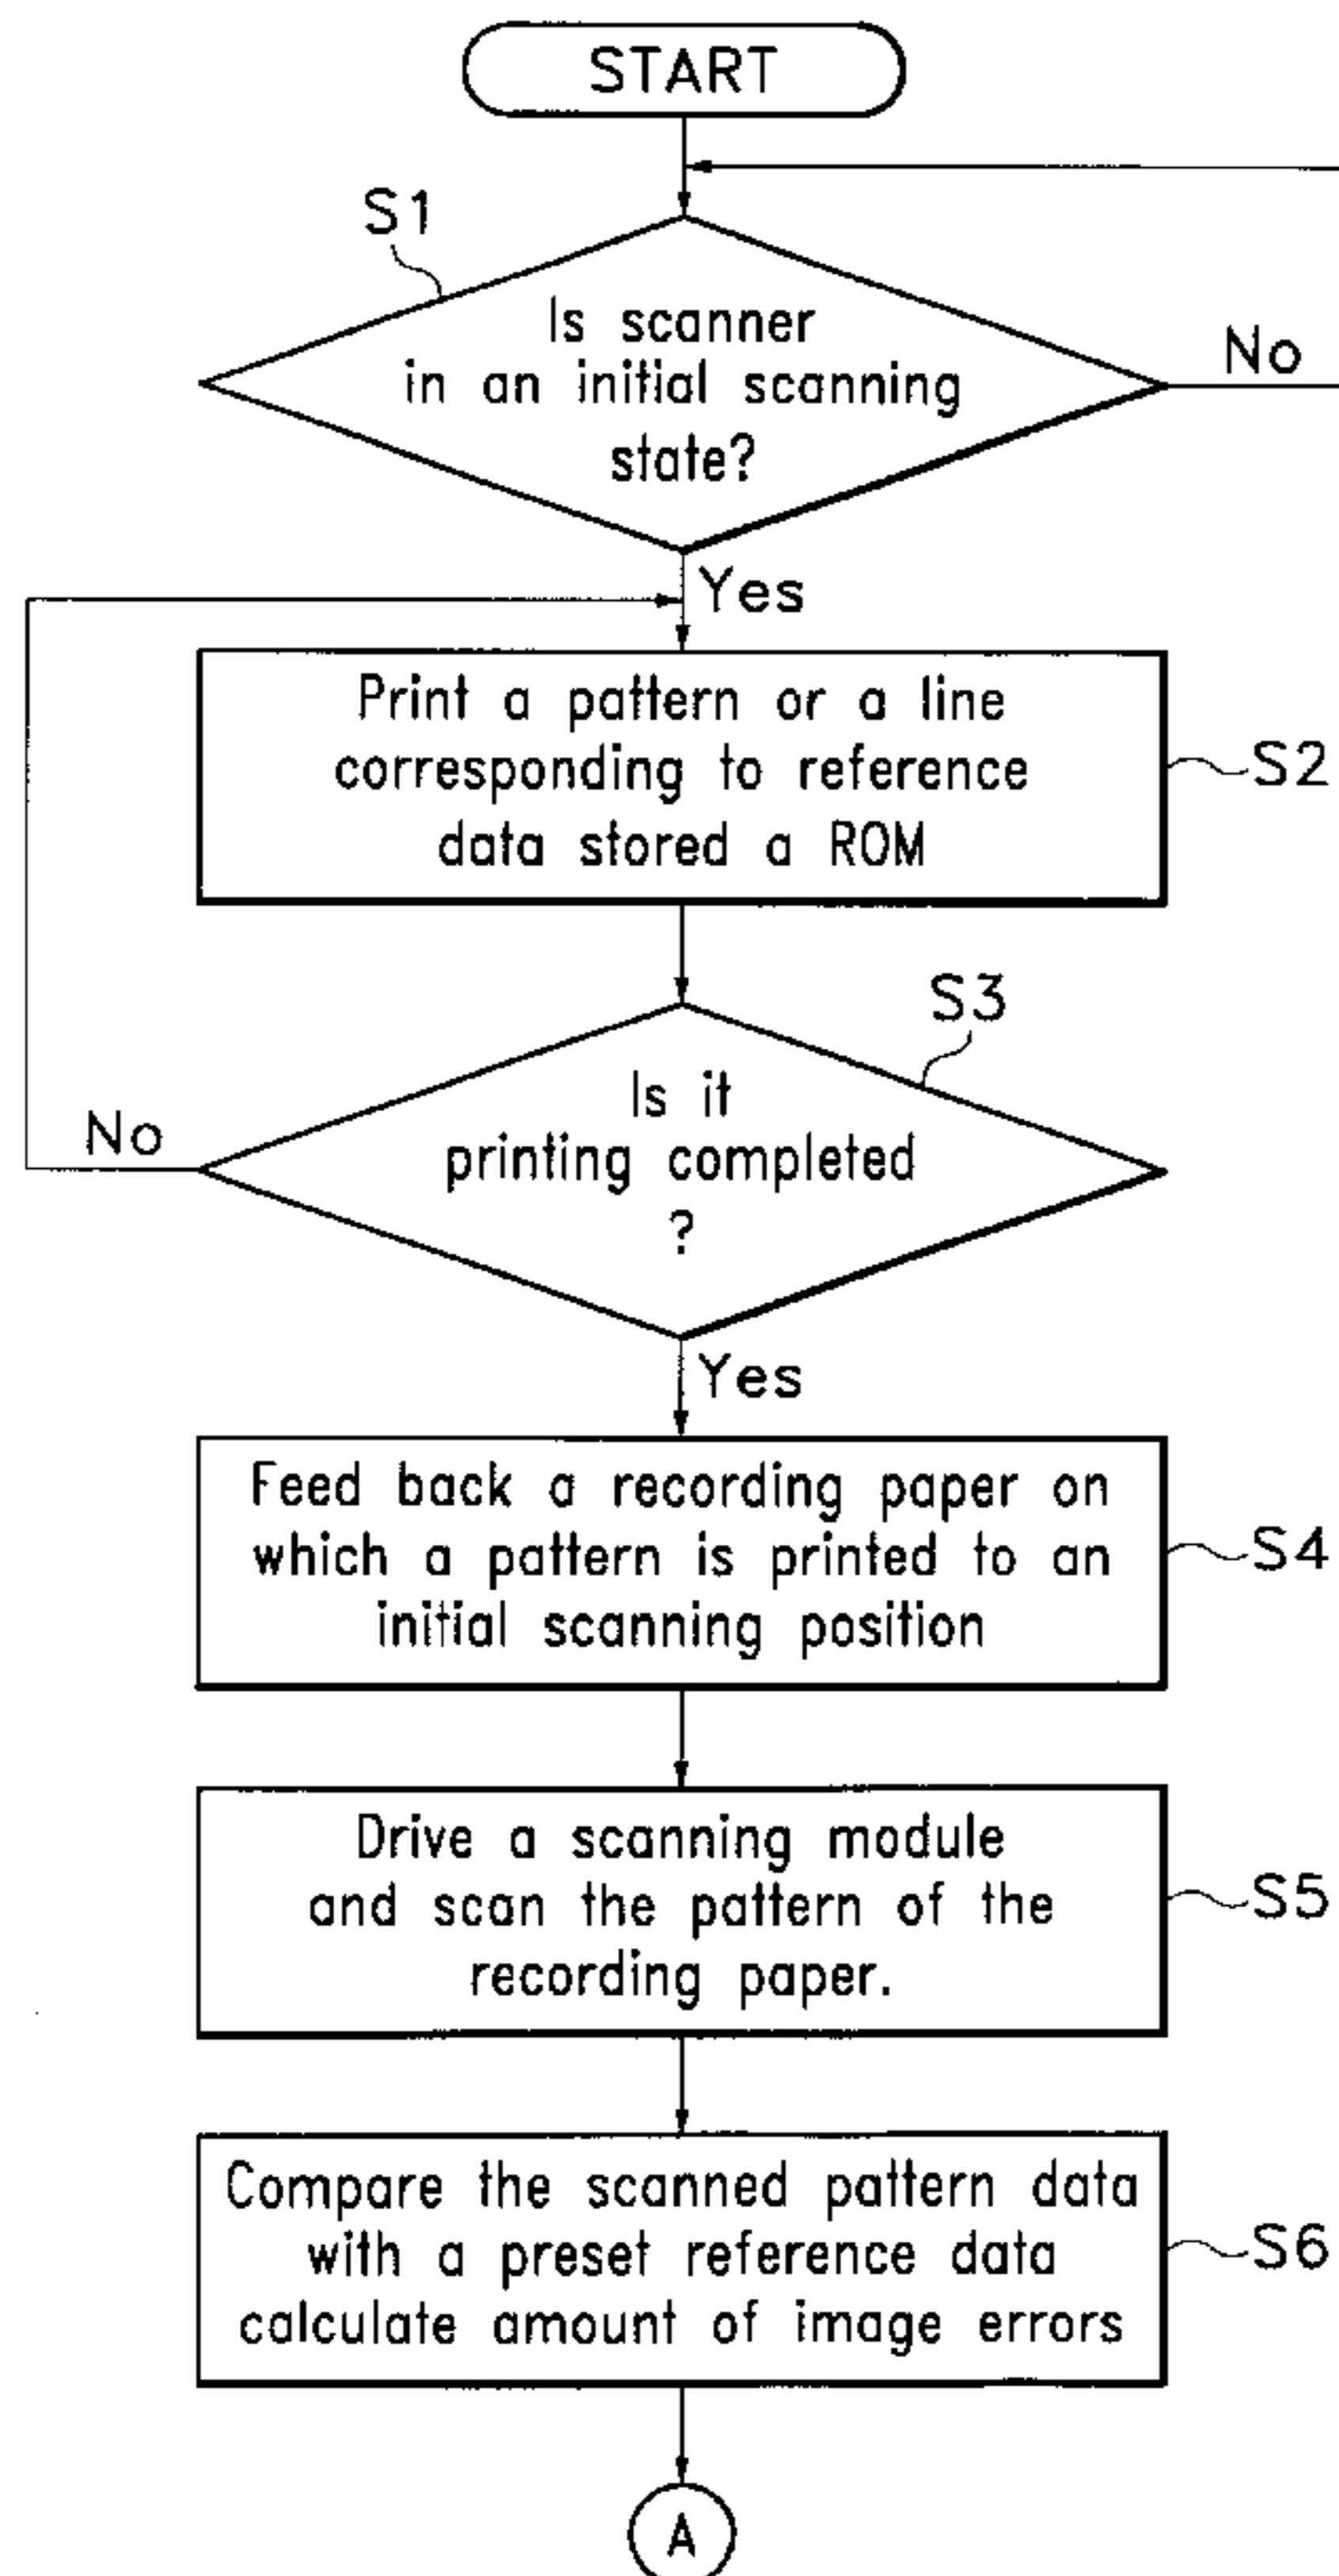 START
S1
Is scanner
in an initial scanning
state?
No
Yes
Print a pattern or a line
corresponding to reference
data stored a ROM
S2
S3
Is it
printing completed
?
No
Yes
Feed back a recording paper on
which a pattern is printed to an
initial scanning position
S4
Drive a scanning module
and scan the pattern of the
recording paper.
S5
Compare the scanned pattern data
with a preset reference data
calculate amount of image errors
S6
A